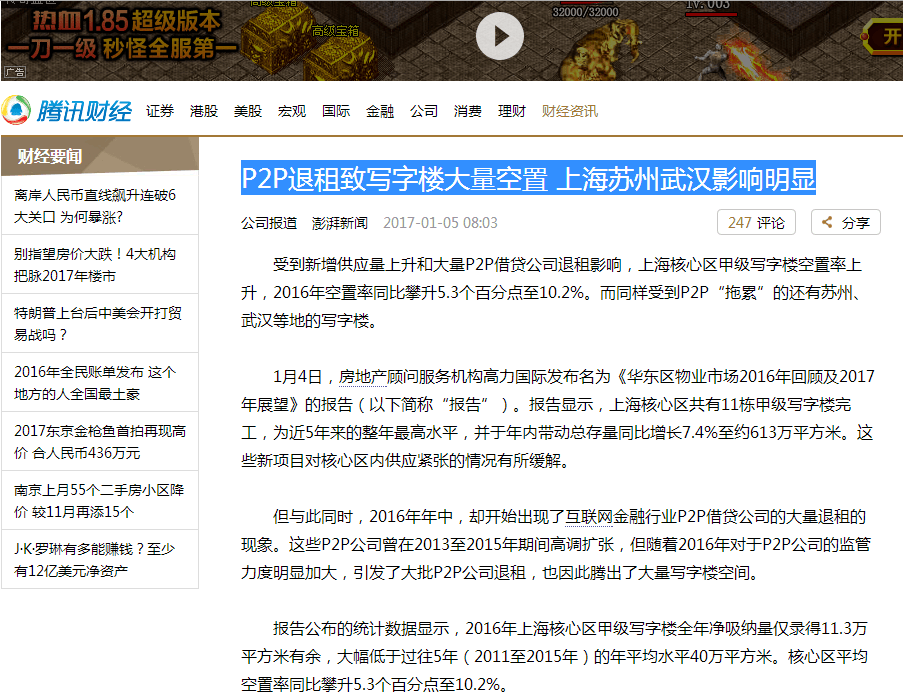 高级宝箱
热血1.85超级版本
一刀一级 秒怪全服第一
高级宝箱
32000/32000
lv.003
开
广告
腾讯财经 证券 港股 美股 宏观 国际 金融 公司 消费 理财 财经资讯
财经要闻
离岸人民币直线飙升连破6
大关口 为何暴涨?
别指望房价大跌！4大机构
把脉2017年楼市
特朗普上台后中美会开打贸
易战吗？
2016年全民账单发布 这个
地方的人全国最土豪
2017东京金枪鱼首拍再现高
价 合人民币436万元
南京上月55个二手房小区降
价 较11月再添15个
J·K·罗琳有多能赚钱？至少
有12亿美元净资产
P2P退租致写字楼大量空置 上海苏州武汉影响明显
公司报道 澎湃新闻 2017-01-05 08:03 247 评论 分享
受到新增供应量上升和大量P2P借贷公司退租影响，上海核心区甲级写字楼空置率上
升，2016年空置率同比攀升5.3个百分点至10.2%。而同样受到P2P“拖累”的还有苏州、
武汉等地的写字楼。
1月4日，房地产顾问服务机构高力国际发布名为《华东区物业市场2016年回顾及2017
年展望》的报告（以下简称“报告”）。报告显示，上海核心区共有11栋甲级写字楼完
工，为近5年来的整年最高水平，并于年内带动总存量同比增长7.4%至约613万平方米。这
些新项目对核心区内供应紧张的情况有所缓解。
但与此同时，2016年年中，却开始出现了互联网金融行业P2P借贷公司的大量退租的
现象。这些P2P公司曾在2013至2015年期间高调扩张，但随着2016年对于P2P公司的监管
力度明显加大，引发了大批P2P公司退租，也因此腾出了大量写字楼空间。
报告公布的统计数据显示，2016年上海核心区甲级写字楼全年净吸纳量仅录得11.3万
平方米有余，大幅低于过往5年（2011至2015年）的年平均水平40万平方米。核心区平均
空置率同比攀升5.3个百分点至10.2%。